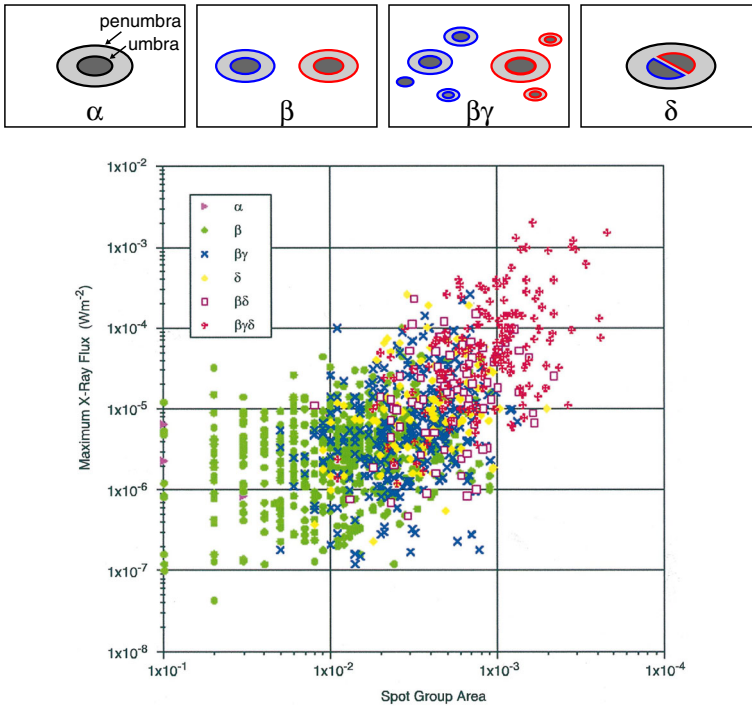 penumbra
umbra
α
β
βγ
δ
1x10-2
1x10-3
1x10-4
1x10-5
1x10-6
1x10-7
1x10-8
Maximum X-Ray Flux (Wm-2)
α
β
βγ
δ
βδ
βγδ
1x10-1
1x10-2
1x10-3
1x10-4
Spot Group Area